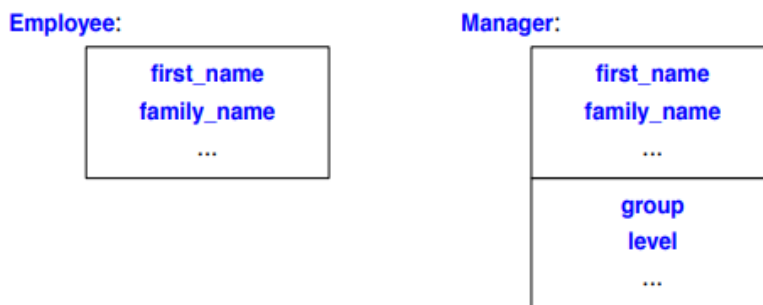 Employee:
first_name
family_name
...
Manager:
first_name
family_name
...
group
level
...